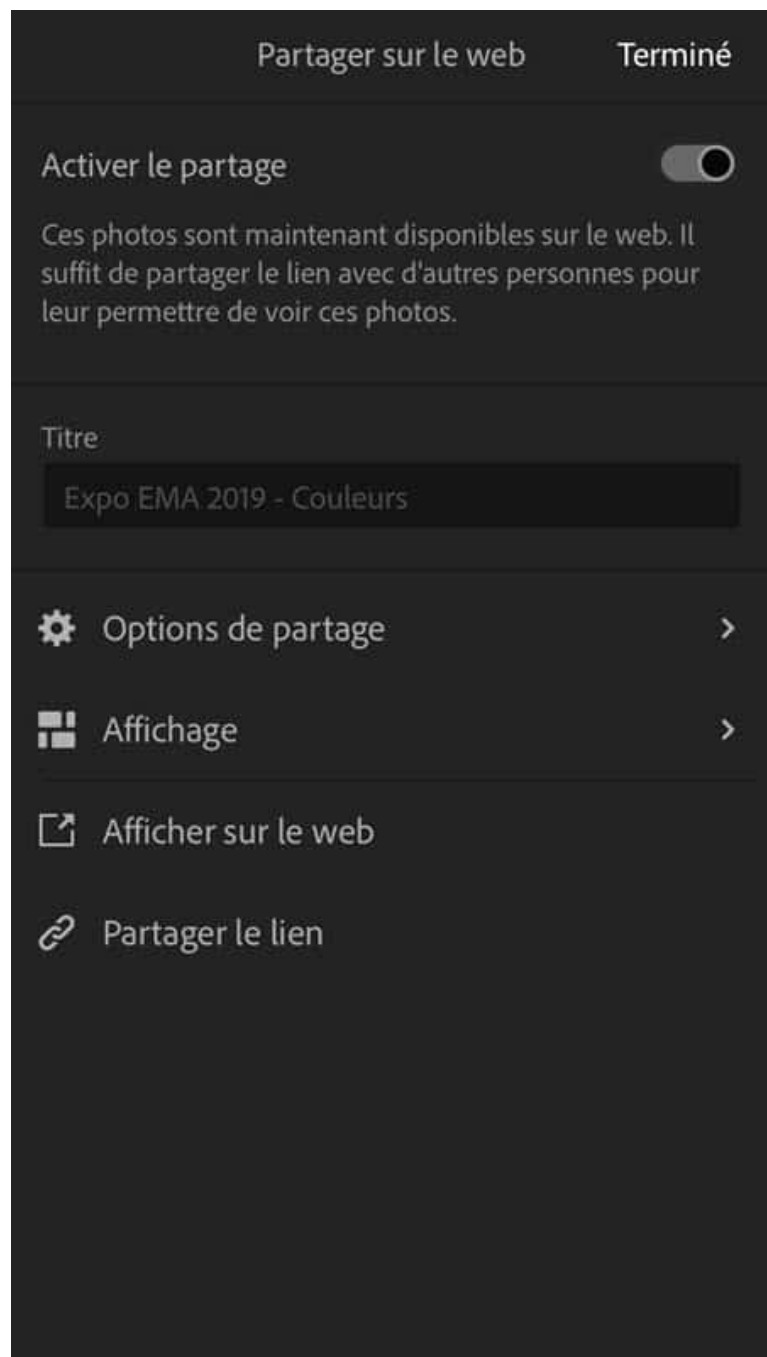 Partager sur le web
Terminé
Activer le partage
Ces photos sont maintenant disponibles sur le web. Il
suffit de partager le lien avec d'autres personnes pour
leur permettre de voir ces photos.
Titre
Expo EMA 2019 - Couleurs
Options de partage
Affichage
Afficher sur le web
Partager le lien